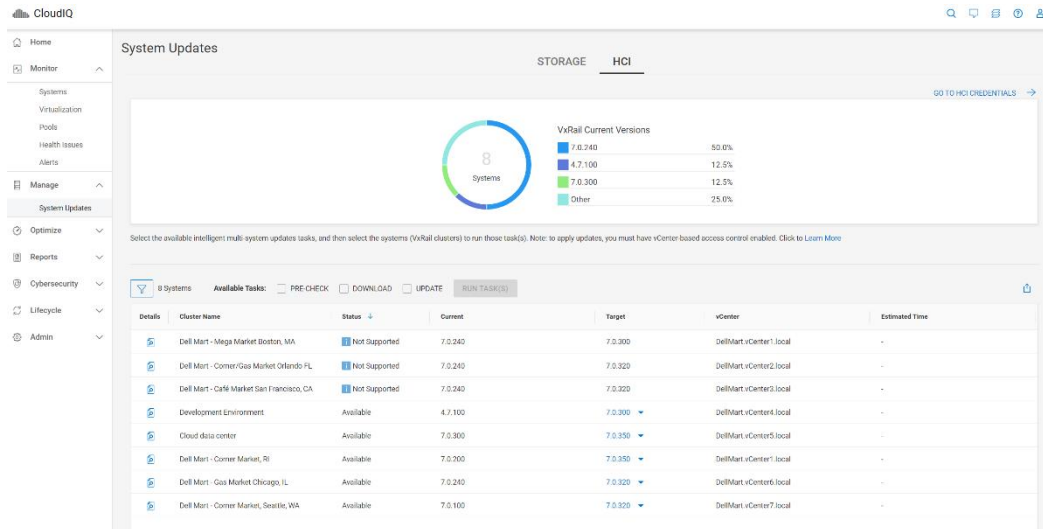 CloudIQ
Home
Monitor
Systems
Virtualization
Pools
Health Issues
Alerts
Manage
System Updates
Optimize
Reports
Cybersecurity
Lifecycle
Admin
System Updates
STORAGE HCI
GO TO HCI CREDENTIALS
8
Systems
VxRail Current Versions
7.0.240 50.0%
4.7.100 12.5%
7.0.300 12.5%
Other 25.0%
Select the available intelligent multi-system updates tasks, and then select the systems (VxRail clusters) to run those task(s). Note: to apply updates, you must have vCenter-based access control enabled. Click to Learn More
8 Systems Available Tasks: PRE-CHECK DOWNLOAD UPDATE RUN TASK(S)
Details Cluster Name Status Current Target vCenter Estimated Time
Dell Mart - Mega Market Boston, MA Not Supported 7.0.240 7.0.300 DellMart.vCenter1.local -
Dell Mart - Corner/Gas Market Orlando FL Not Supported 7.0.240 7.0.320 DellMart.vCenter2.local -
Dell Mart - Café Market San Francisco, CA Not Supported 7.0.240 7.0.320 DellMart.vCenter3.local -
Development Environment Available 4.7.100 7.0.300 DellMart.vCenter4.local -
Cloud data center Available 7.0.300 7.0.350 DellMart.vCenter5.local -
Dell Mart - Corner Market, RI Available 7.0.200 7.0.350 DellMart.vCenter1.local -
Dell Mart - Gas Market Chicago, IL Available 7.0.240 7.0.320 DellMart.vCenter6.local -
Dell Mart - Corner Market, Seattle, WA Available 7.0.100 7.0.320 DellMart.vCenter7.local -